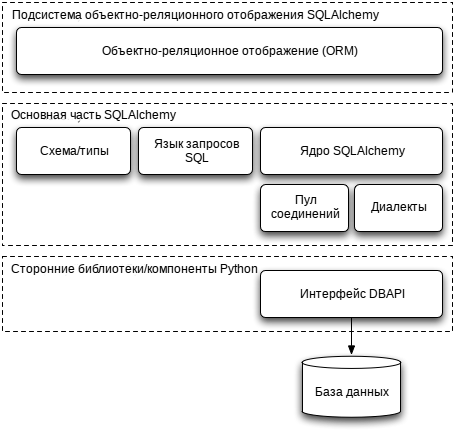 Подсистема объектно-реляционного отображения SQLAlchemy
Объектно-реляционное отображение (ORM)
Основная часть SQLAlchemy
Схема/типы
Язык запросов
SQL
Ядро SQLAlchemy
Пул
соединений
Диалекты
Сторонние библиотеки/компоненты Python
Интерфейс DBAPI
База данных